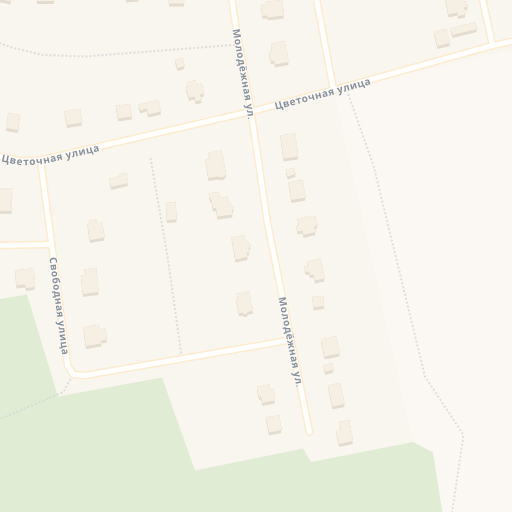 Молодёжная ул.
Цветочная улица
Цветочная улица
Свободная улица
Молодёжная ул.